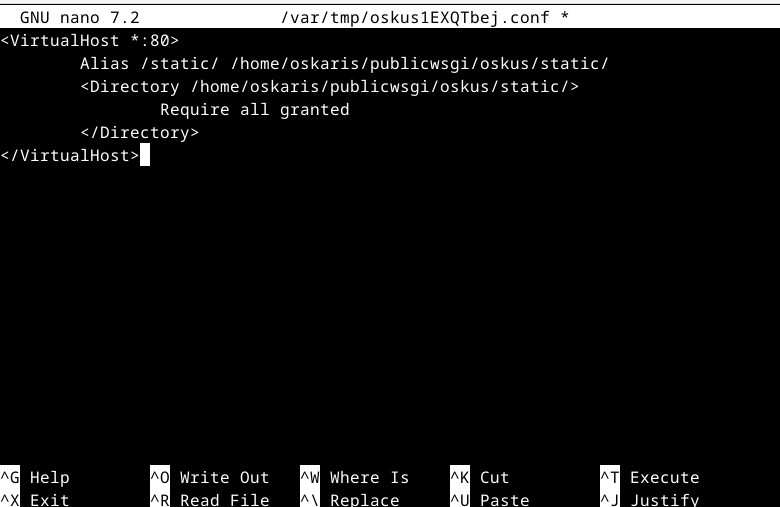 GNU nano 7.2 /var/tmp/oskus1EXQTbej.conf *
<VirtualHost *:80>
Alias /static/ /home/oskaris/publicwsgi/oskus/static/
<Directory /home/oskaris/publicwsgi/oskus/static/>
Require all granted
</Directory>
</VirtualHost>
^G Help ^O Write Out ^W Where Is ^K Cut ^T Execute
^X Exit ^R Read File ^\ Replace ^U Paste ^J Justify